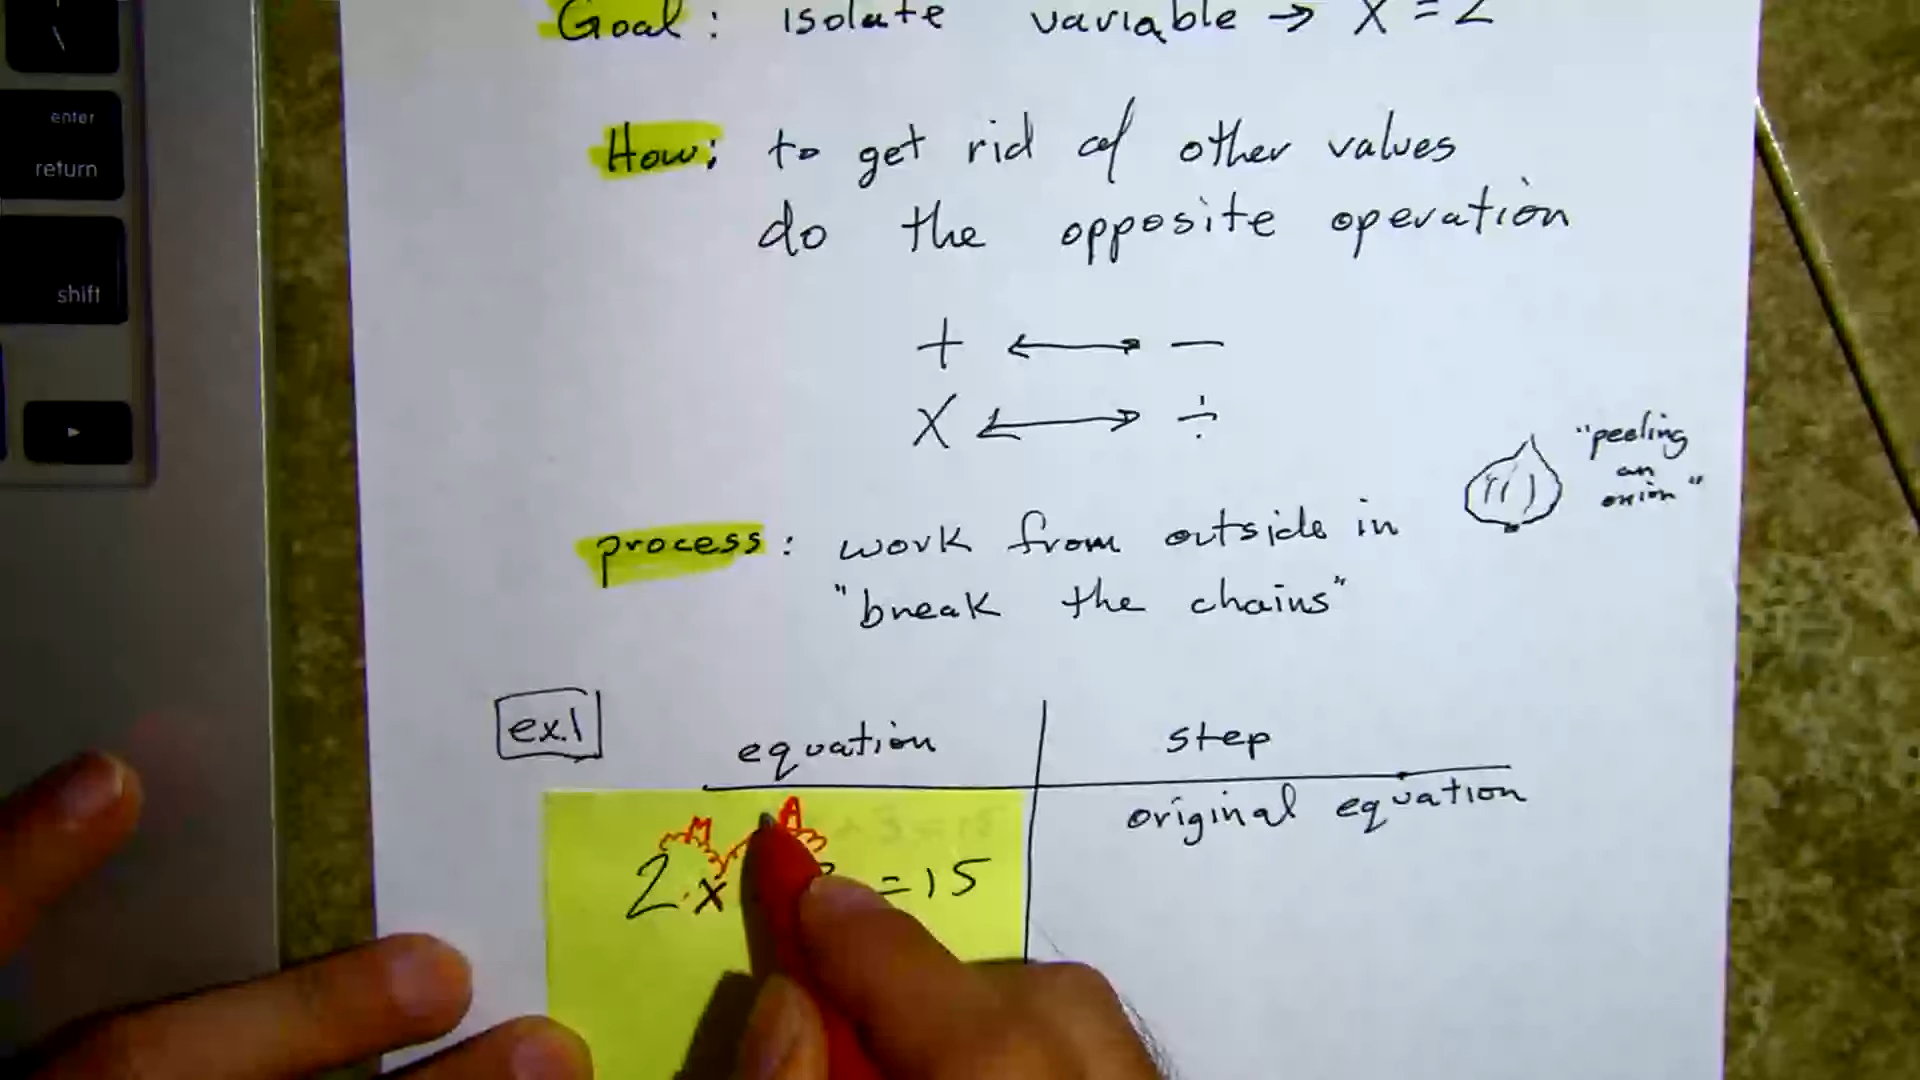 \
enter
return
shift
Goal: isolate variable → X = 2
How: to get rid of other values
do the opposite operation
+ ↔ −
X ↔ ÷
"peeling
an
onion"
process: work from outside in
"break the chains"
ex.1
equation
step
original equation
M A
2·x = 15